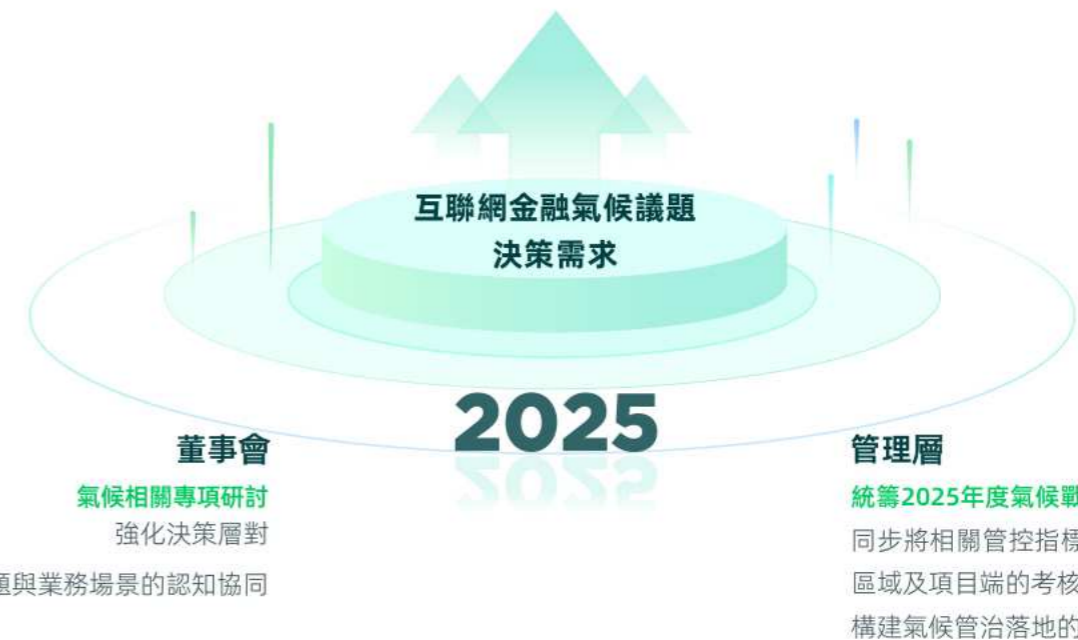 互聯網金融氣候議題
決策需求
2025
董事會
氣候相關專項研討
強化決策層對
題與業務場景的認知協同
管理層
統籌2025年度氣候戰
同步將相關管控指標
區域及項目端的考核
構建氣候管治落地的